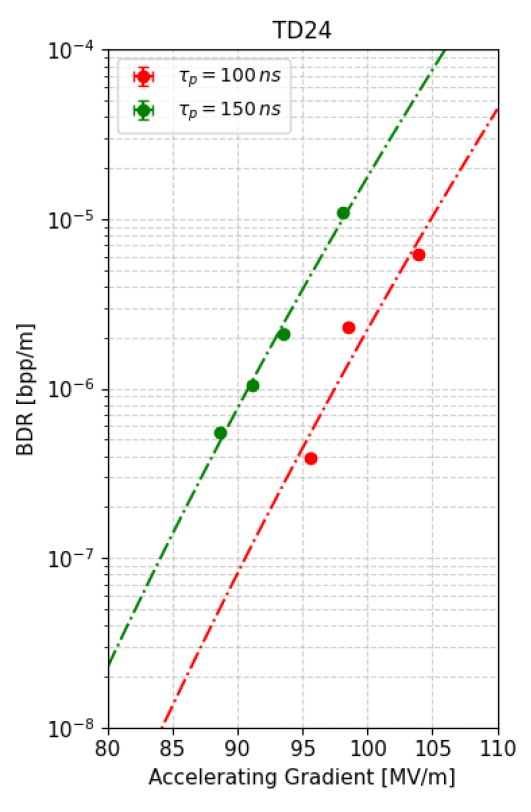 TD24
τₚ = 100 ns
τₚ = 150 ns
BDR [bpp/m]
10⁻⁴
10⁻⁵
10⁻⁶
10⁻⁷
10⁻⁸
80 85 90 95 100 105 110
Accelerating Gradient [MV/m]